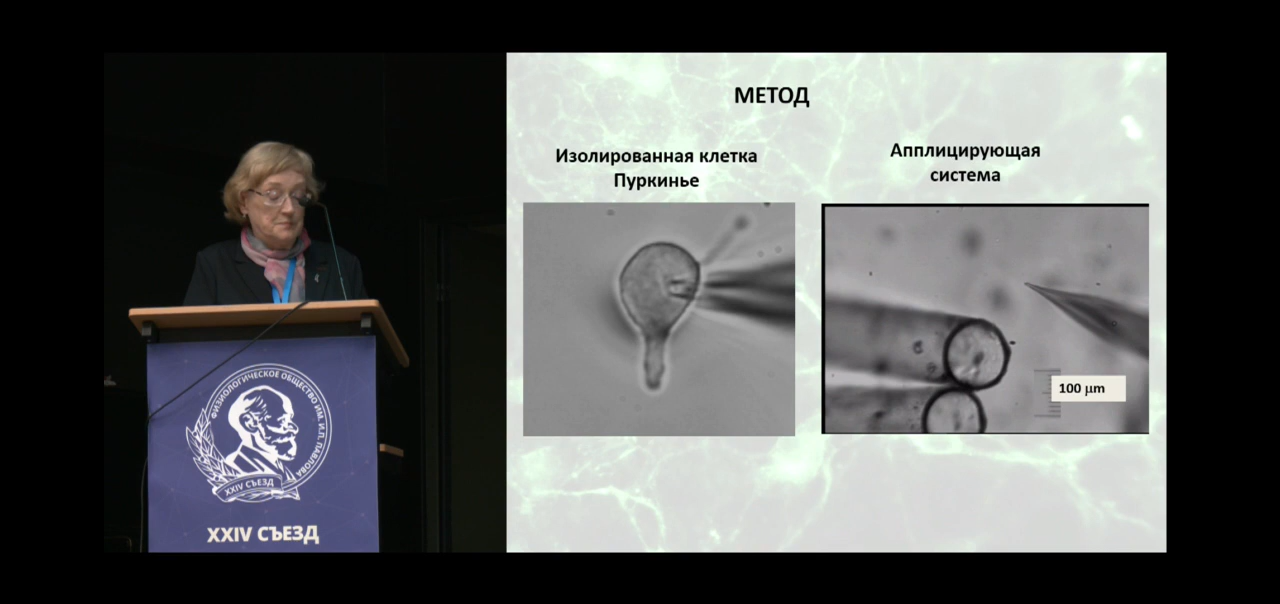 МЕТОД
Изолированная клетка
Пуркинье
Апплицирующая
система
100 μm
ФИЗИОЛОГИЧЕСКОЕ ОБЩЕСТВО ИМ. И.П. ПАВЛОВА
XXIV СЪЕЗД
XXIV СЪЕЗД